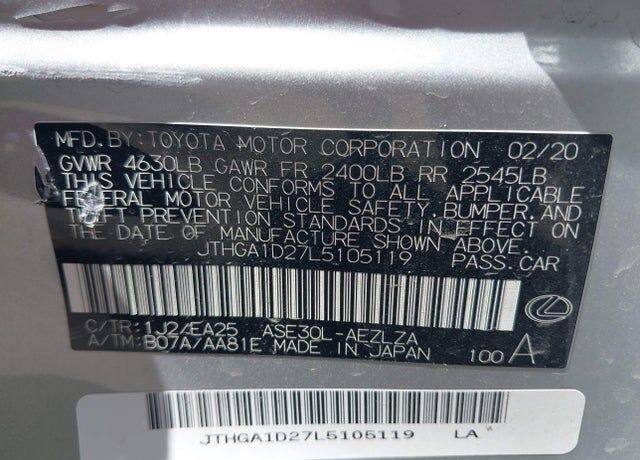 MFD.BY:TOYOTA MOTOR CORPORATION 02/20
GVWR 4630LB GAWR FR 2400LB RR 2545LB
THIS VEHICLE CONFORMS TO ALL APPLICABLE
FEDERAL MOTOR VEHICLE SAFETY,BUMPER,AND
THEFT PREVENTION STANDARDS IN EFFECT ON
THE DATE OF MANUFACTURE SHOWN ABOVE.
JTHGA1D27L5105119 PASS.CAR
C/TR:1J2/EA25 ASE30L-AEZLZA
A/TM:B07A/AA81E MADE IN JAPAN 100 A
JTHGA1D27L5105119 LA